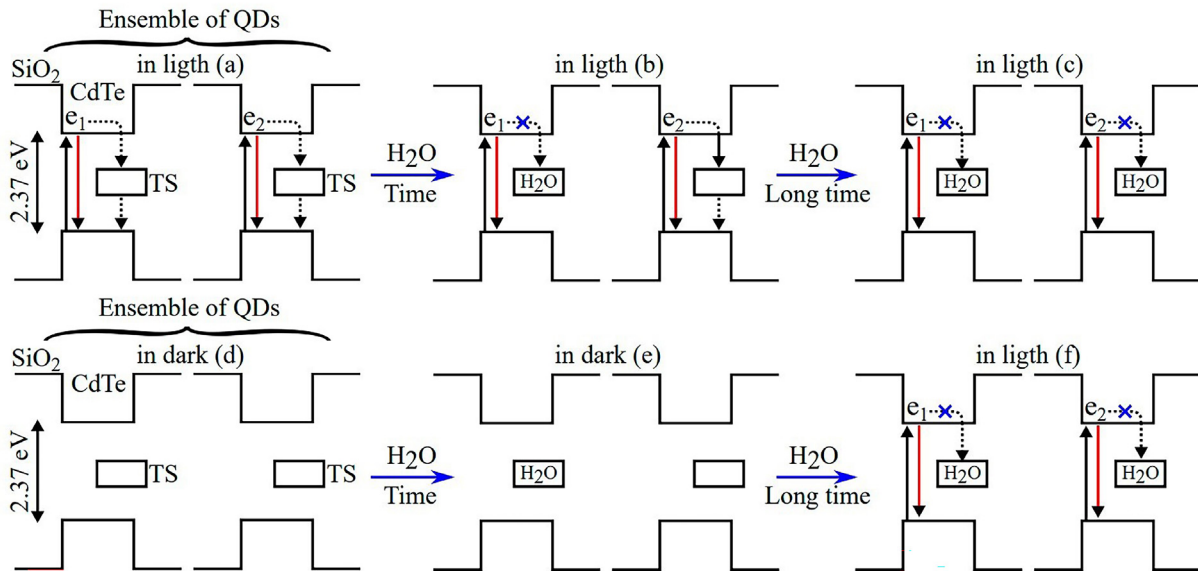 Ensemble of QDs
SiO2 in ligth (a) in ligth (b) in ligth (c)
CdTe
e1 e2 e1 e2 e1 e2
2.37 eV TS TS H2O Time H2O H2O Long time H2O H2O
Ensemble of QDs
SiO2 in dark (d) in dark (e) in ligth (f)
CdTe
e1 e2
2.37 eV TS TS H2O Time H2O H2O Long time H2O H2O